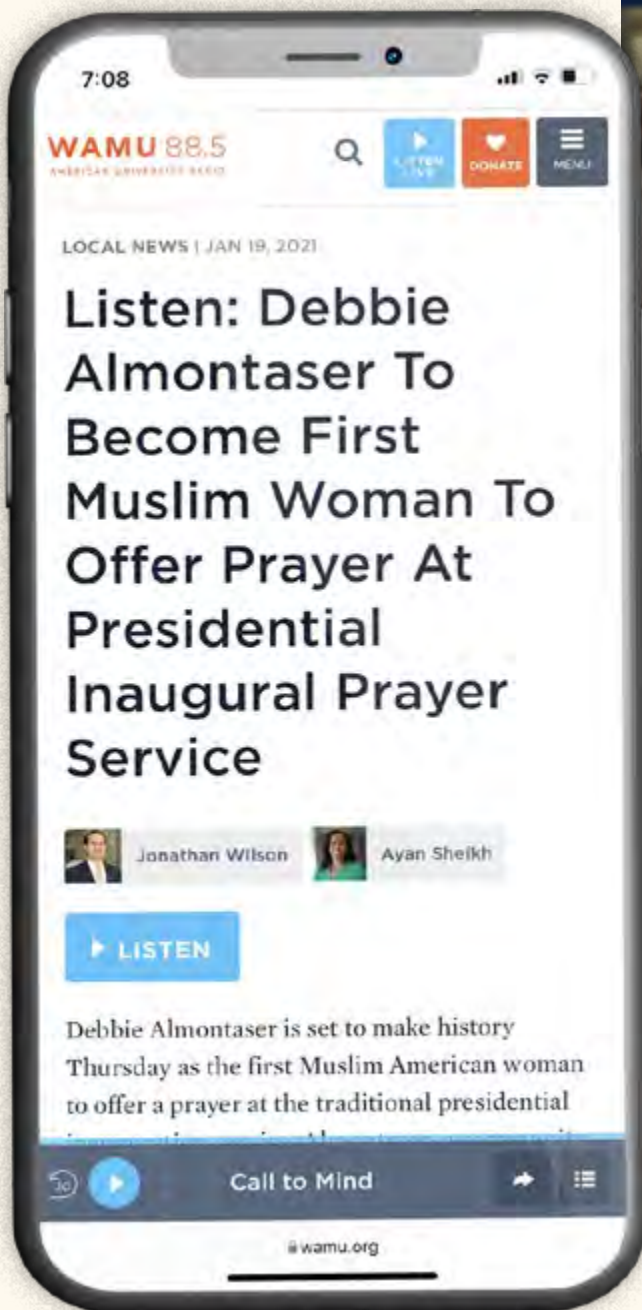 7:08
WAMU 88.5
AMERICAN UNIVERSITY RADIO
LISTEN
LIVE
DONATE
MENU
LOCAL NEWS | JAN 19, 2021
Listen: Debbie
Almontaser To
Become First
Muslim Woman To
Offer Prayer At
Presidential
Inaugural Prayer
Service
Jonathan Wilson
Ayan Sheikh
LISTEN
Debbie Almontaser is set to make history
Thursday as the first Muslim American woman
to offer a prayer at the traditional presidential
30
Call to Mind
wamu.org